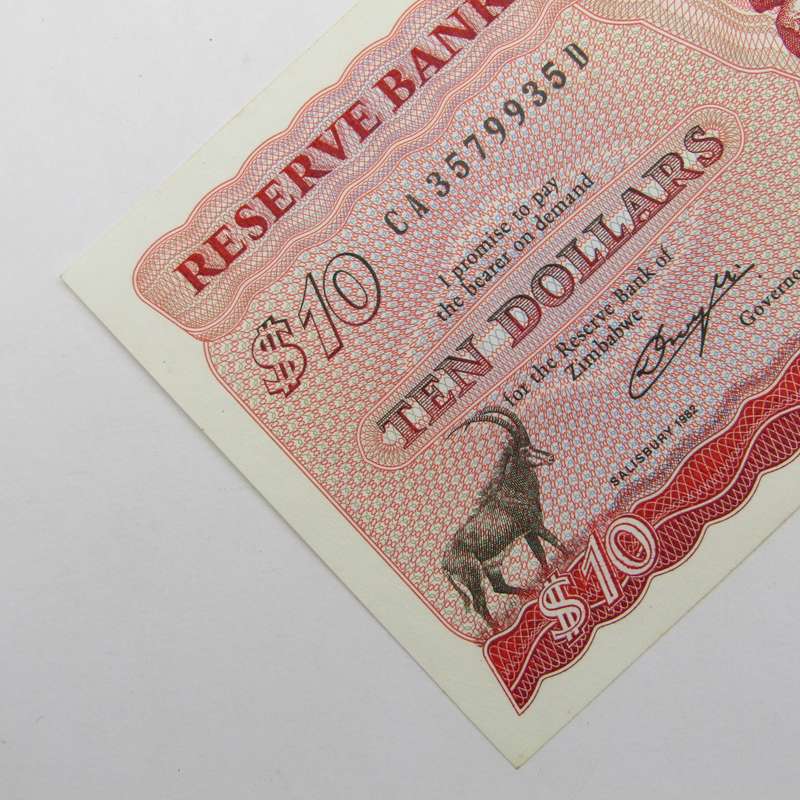 RESERVE BANK
CA3579935D
$10
I promise to pay
the bearer on demand
TEN DOLLARS
for the Reserve Bank of
Zimbabwe
Governo
SALISBURY 1982
$10